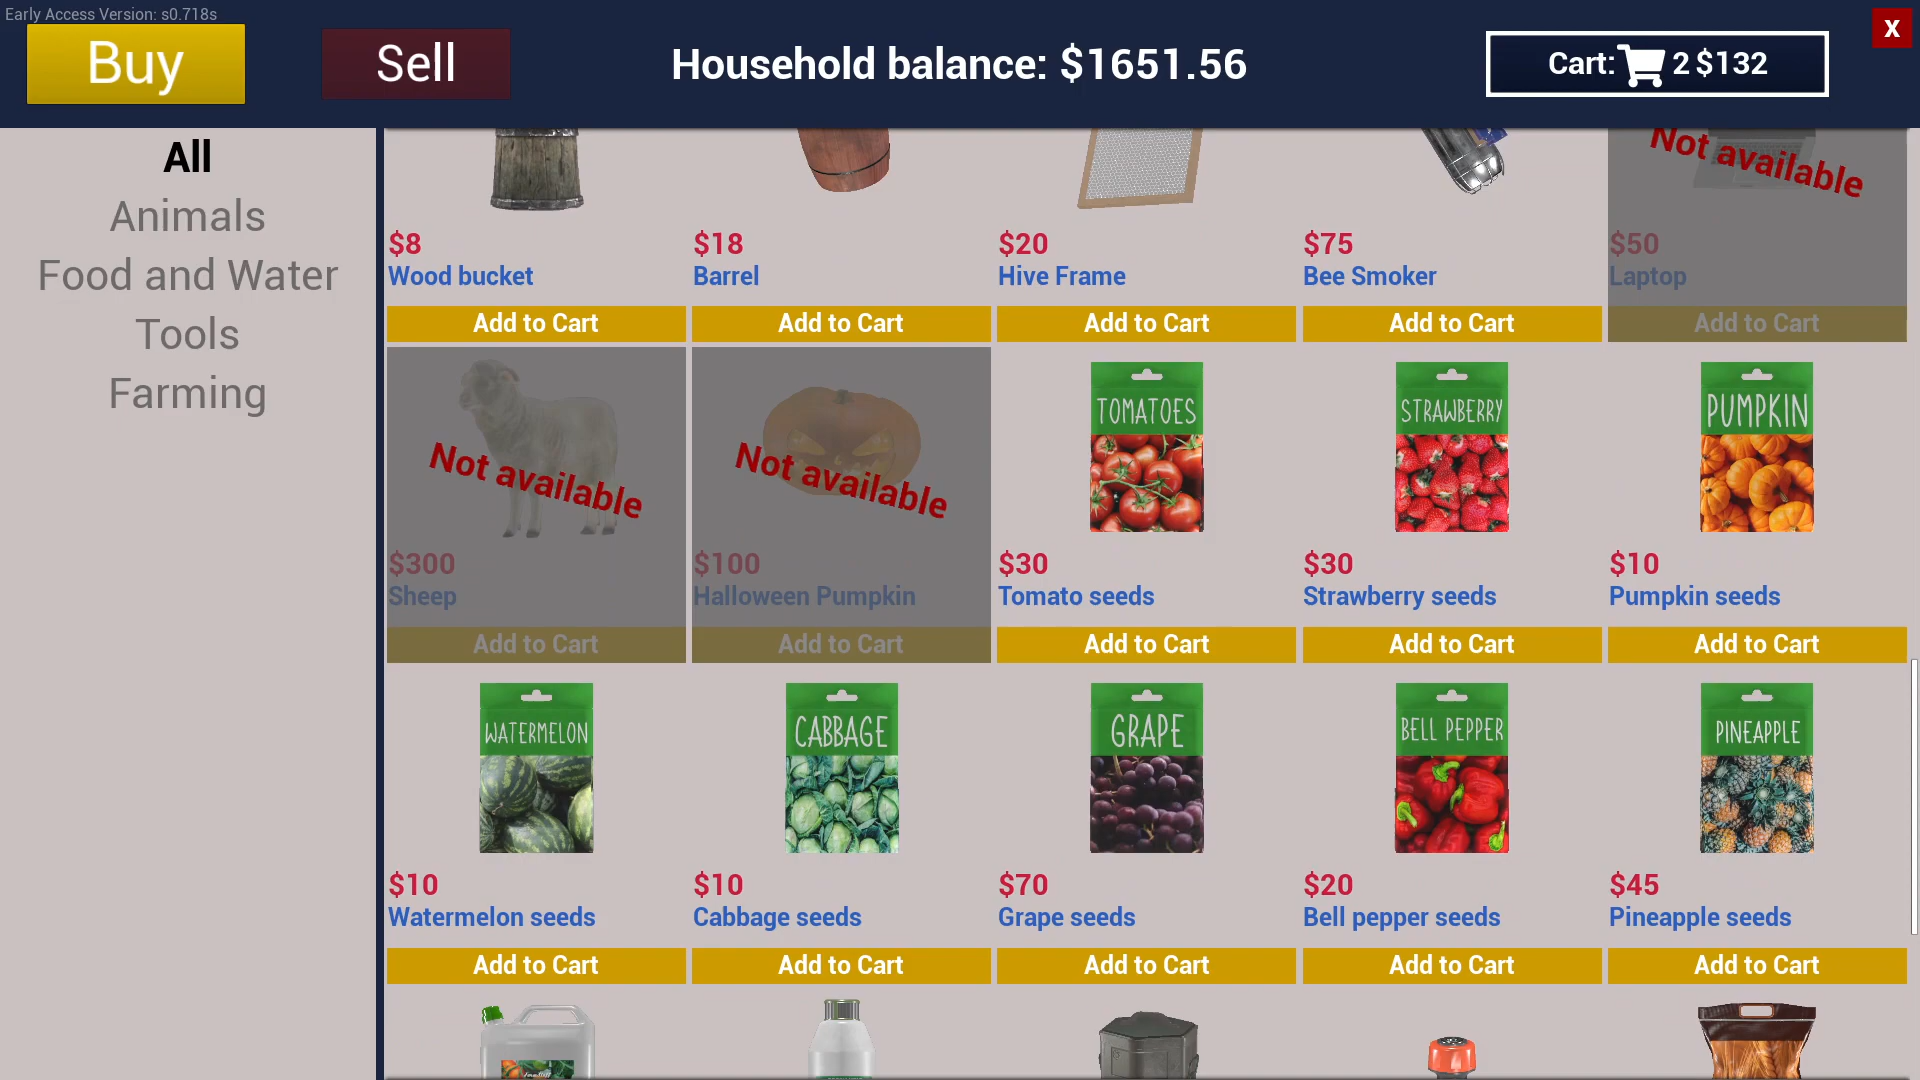 Early Access Version: s0.718s
Buy
Sell
Household balance: $1651.56
Cart: 2 $132
X
All
Animals
Food and Water
Tools
Farming
Not available
$8
Wood bucket
Add to Cart
$18
Barrel
Add to Cart
$20
Hive Frame
Add to Cart
$75
Bee Smoker
Add to Cart
$50
Laptop
Add to Cart
Not available
$300
Sheep
Add to Cart
Not available
$100
Halloween Pumpkin
Add to Cart
TOMATOES
$30
Tomato seeds
Add to Cart
STRAWBERRY
$30
Strawberry seeds
Add to Cart
PUMPKIN
$10
Pumpkin seeds
Add to Cart
WATERMELON
$10
Watermelon seeds
Add to Cart
CABBAGE
$10
Cabbage seeds
Add to Cart
GRAPE
$70
Grape seeds
Add to Cart
BELL PEPPER
$20
Bell pepper seeds
Add to Cart
PINEAPPLE
$45
Pineapple seeds
Add to Cart